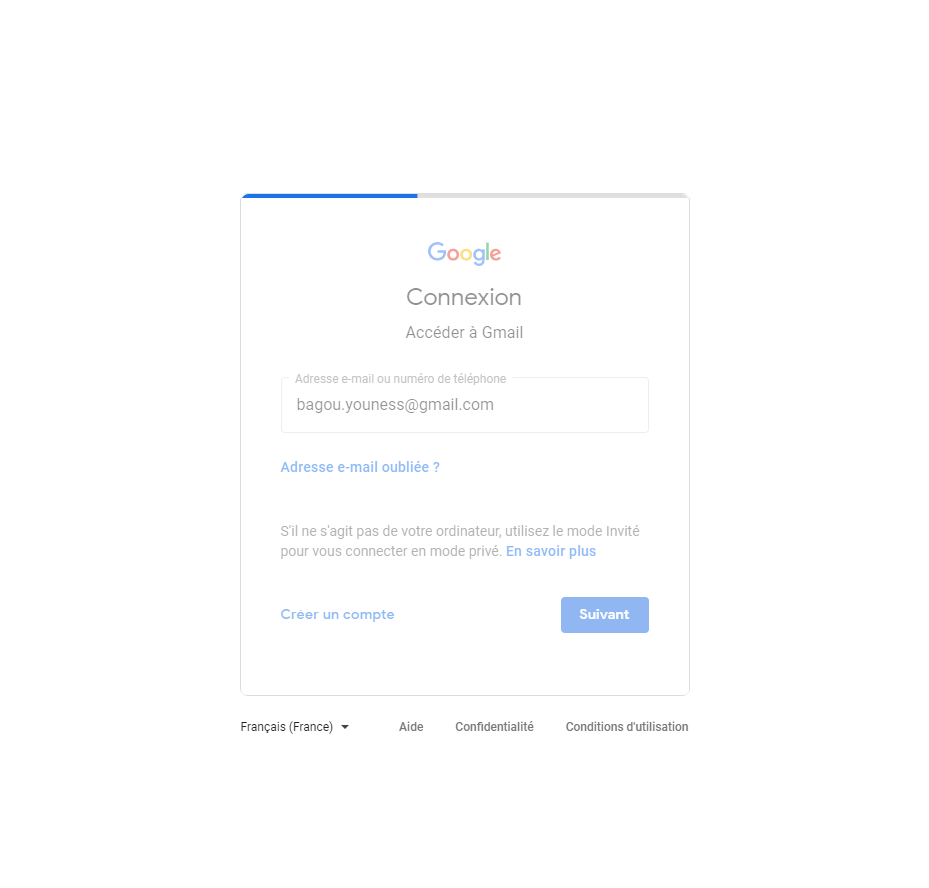 Google
Connexion
Accéder à Gmail
Adresse e-mail ou numéro de téléphone
bagou.youness@gmail.com
Adresse e-mail oubliée ?
S'il ne s'agit pas de votre ordinateur, utilisez le mode Invité
pour vous connecter en mode privé. En savoir plus
Créer un compte
Suivant
Français (France)
Aide
Confidentialité
Conditions d'utilisation